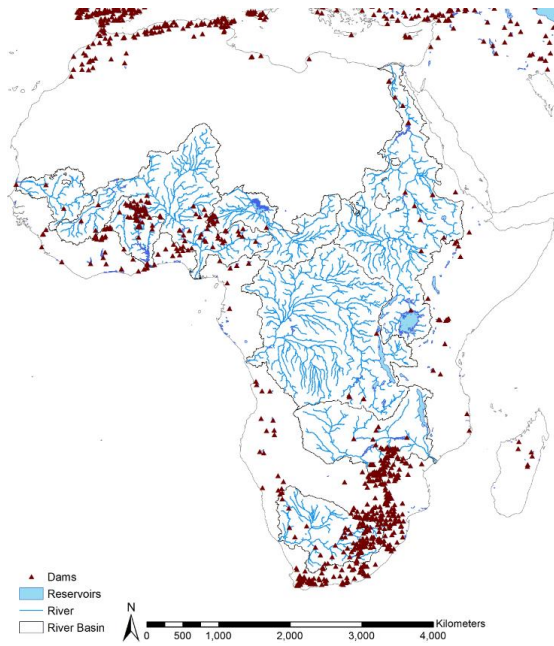 Dams
Reservoirs
River
River Basin
N
Kilometers
0 500 1,000 2,000 3,000 4,000